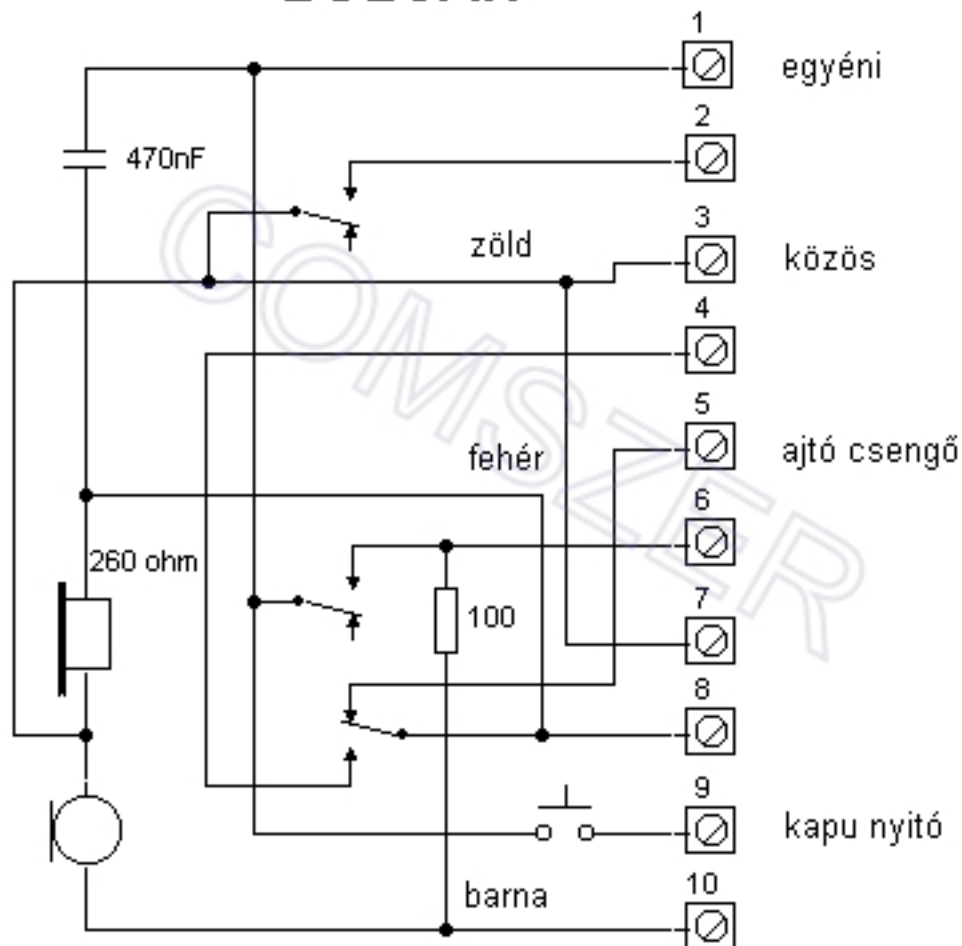 1
egyéni
2
470nF
3
zöld
közös
4
5
fehér
ajtó csengő
6
260 ohm
100
7
8
9
kapu nyitó
10
barna
COMSZER